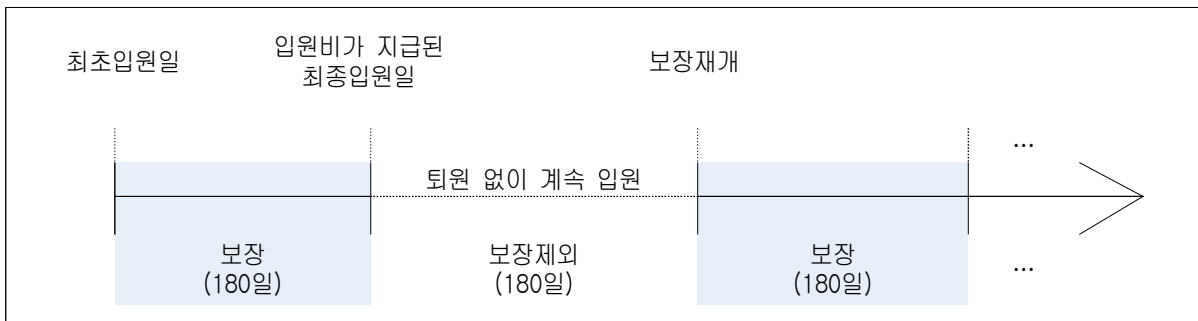 최초입원일
입원비가 지급된
최종입원일
보장재개
...
퇴원 없이 계속 입원
보장
(180일)
보장제외
(180일)
보장
(180일)
...